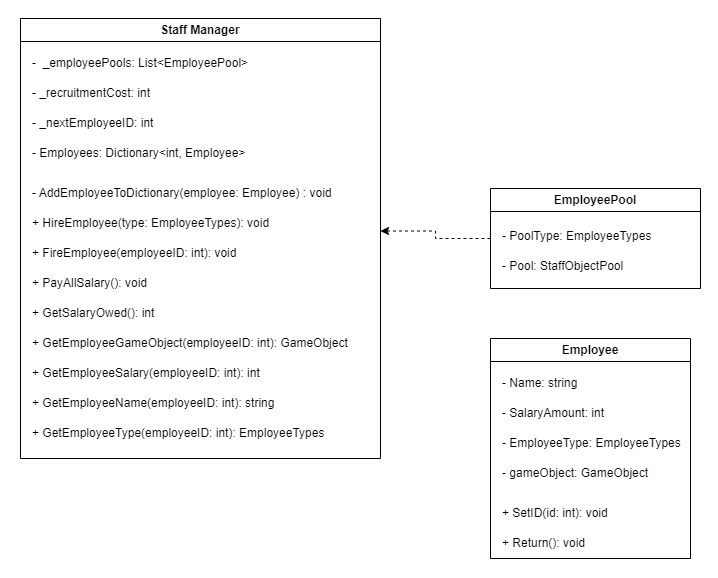 Staff Manager
- _employeePools: List<EmployeePool>
- _recruitmentCost: int
- _nextEmployeeID: int
- Employees: Dictionary<int, Employee>
- AddEmployeeToDictionary(employee: Employee) : void
+ HireEmployee(type: EmployeeTypes): void
+ FireEmployee(employeeID: int): void
+ PayAllSalary(): void
+ GetSalaryOwed(): int
+ GetEmployeeGameObject(employeeID: int): GameObject
+ GetEmployeeSalary(employeeID: int): int
+ GetEmployeeName(employeeID: int): string
+ GetEmployeeType(employeeID: int): EmployeeTypes
EmployeePool
- PoolType: EmployeeTypes
- Pool: StaffObjectPool
Employee
- Name: string
- SalaryAmount: int
- EmployeeType: EmployeeTypes
- gameObject: GameObject
+ SetID(id: int): void
+ Return(): void